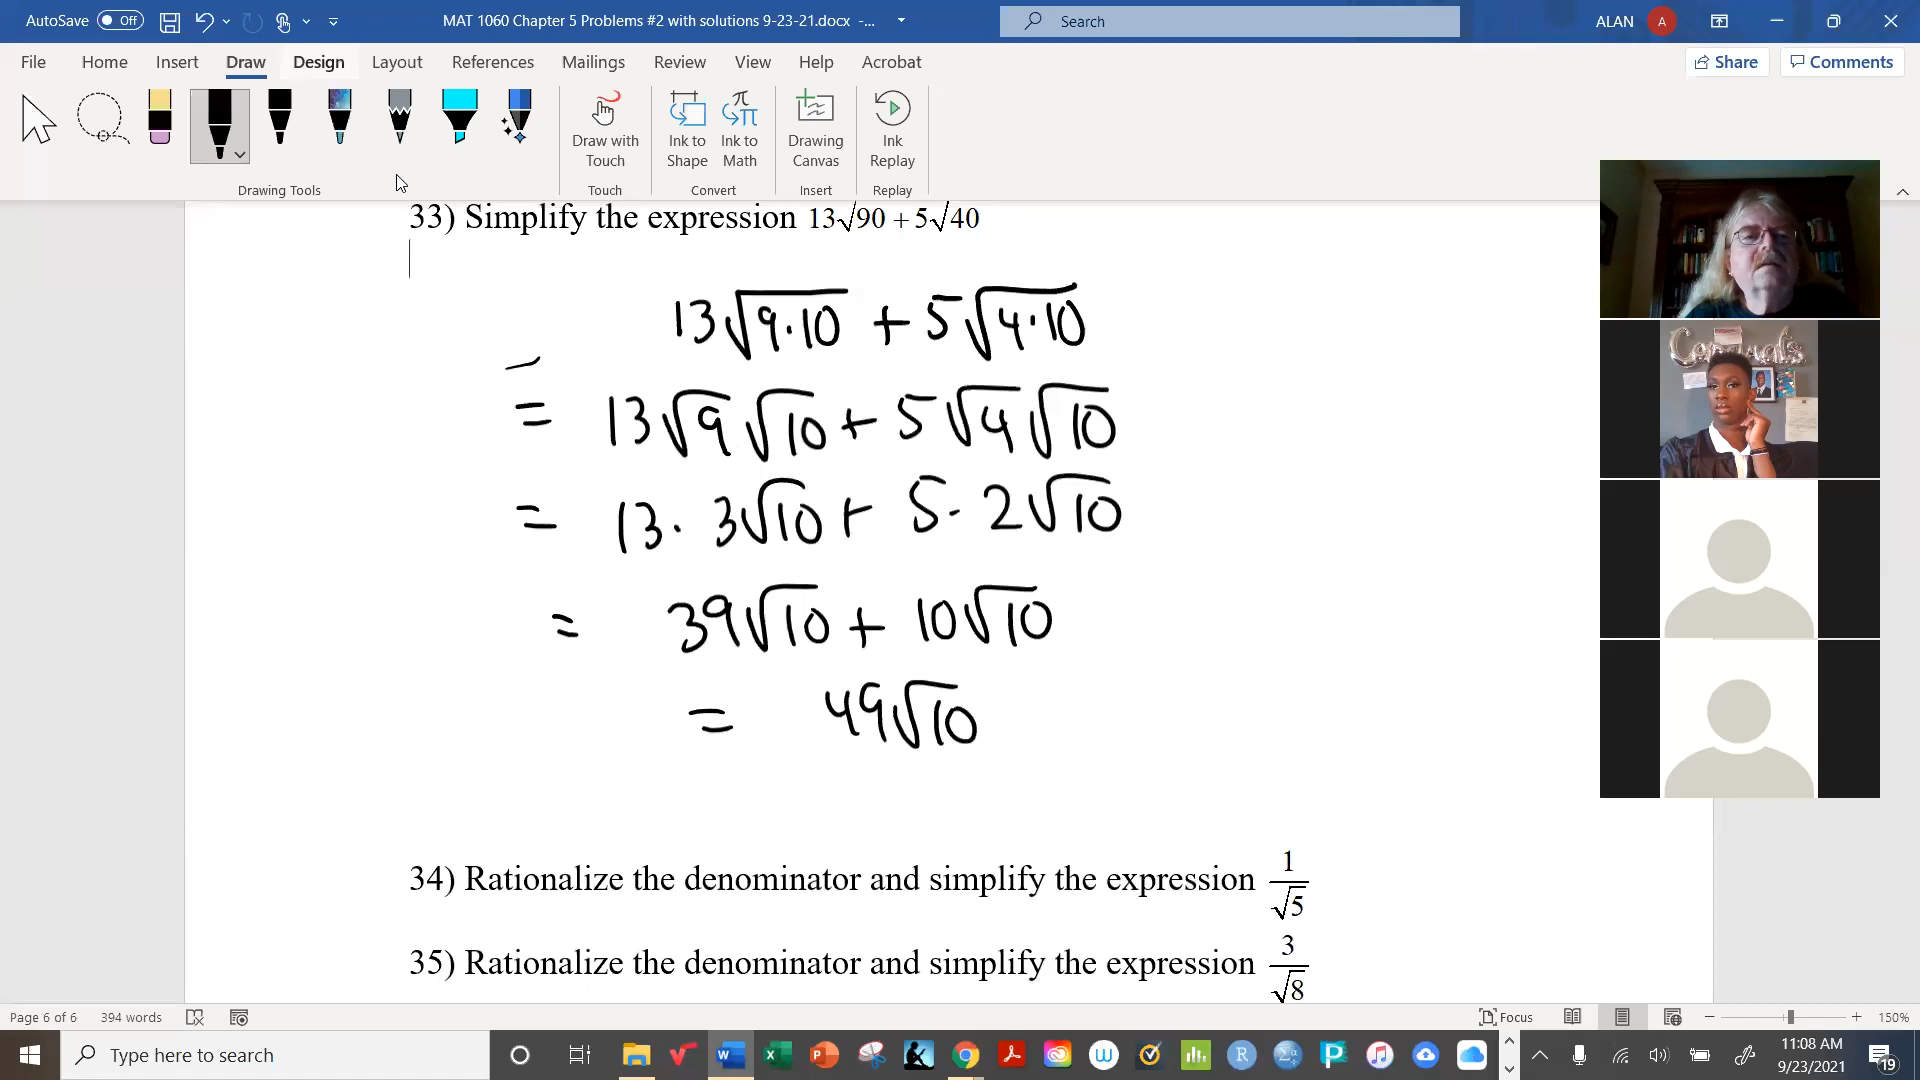 AutoSave Off MAT 1060 Chapter 5 Problems #2 with solutions 9-23-21.docx -... Search ALAN A
File Home Insert Draw Design Layout References Mailings Review View Help Acrobat Share Comments
Draw with Touch
Ink to Shape
Ink to Math
Drawing Canvas
Ink Replay
Drawing Tools Touch Convert Insert Replay
33) Simplify the expression 13√90 + 5√40
13√9·10 + 5√4·10
= 13√9 √10 + 5√4 √10
= 13 · 3√10 + 5 · 2√10
= 39√10 + 10√10
= 49√10
34) Rationalize the denominator and simplify the expression 1/√5
35) Rationalize the denominator and simplify the expression 3/√8
Page 6 of 6 394 words Focus 150%
Type here to search
11:08 AM
9/23/2021
19